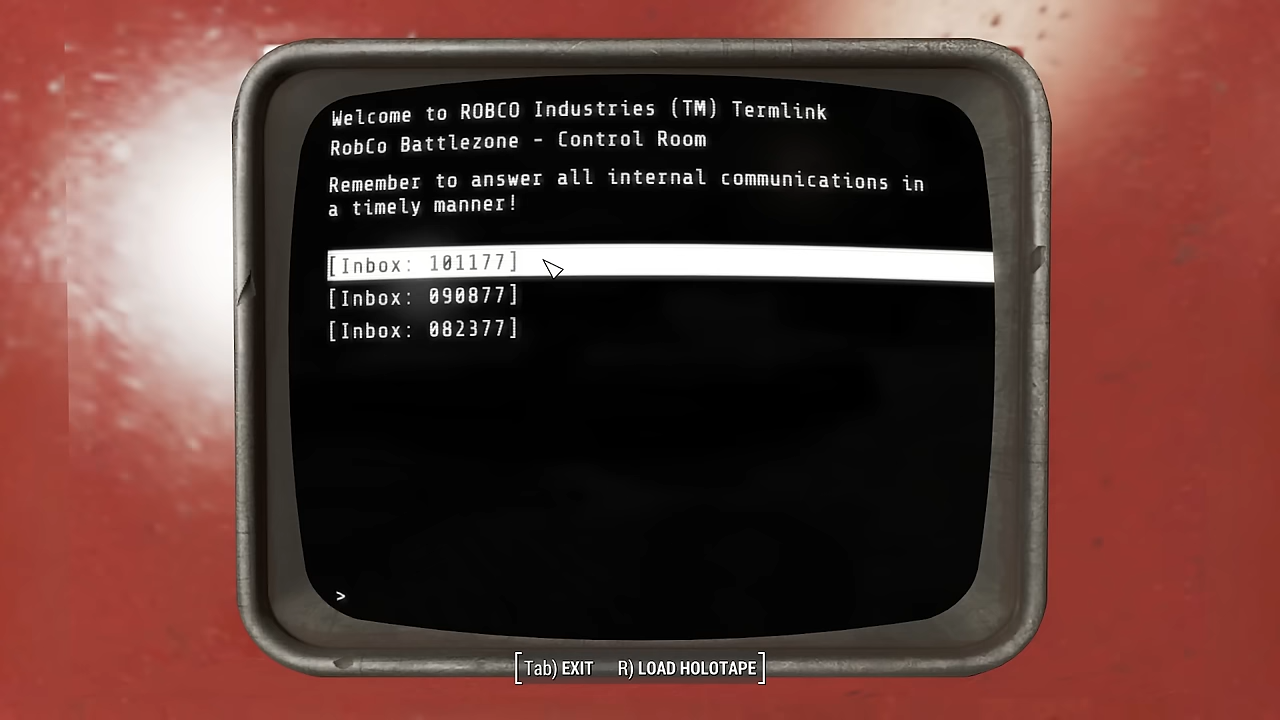 Welcome to ROBCO Industries (TM) Termlink
RobCo Battlezone - Control Room
Remember to answer all internal communications in
a timely manner!
[Inbox: 101177]
[Inbox: 090877]
[Inbox: 082377]
>
[Tab) EXIT R) LOAD HOLOTAPE]